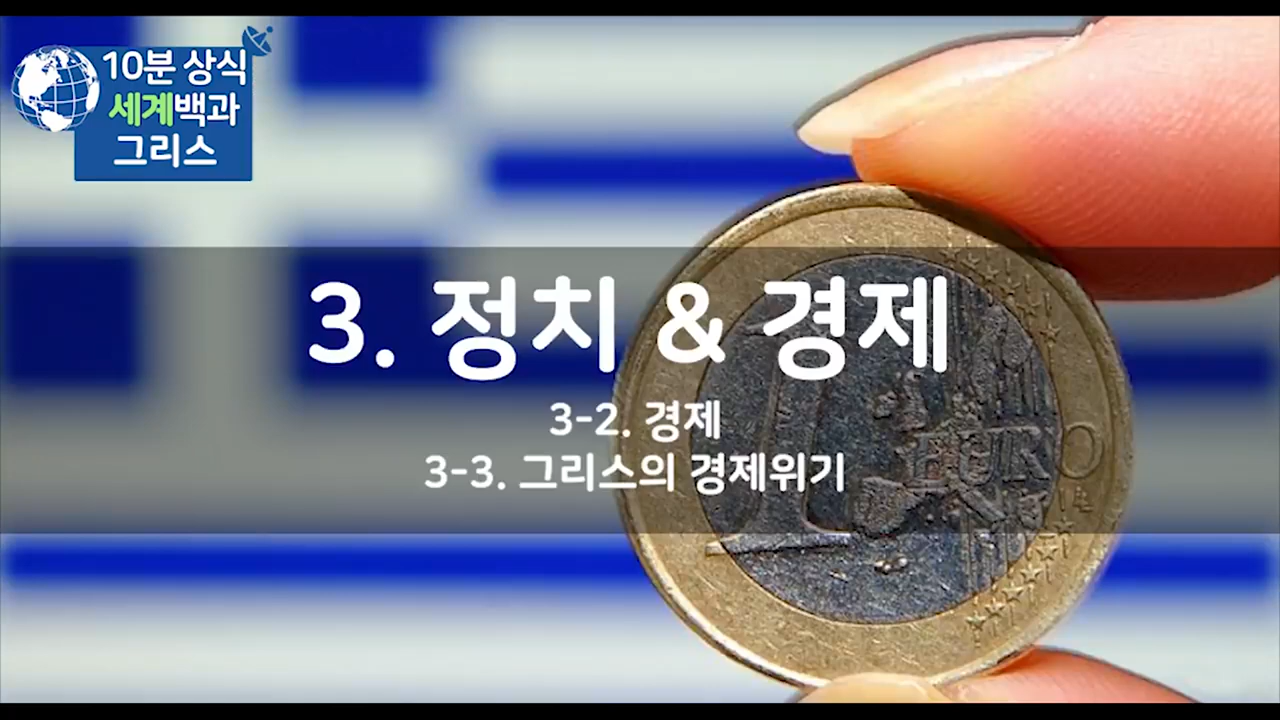 10분 상식
세계백과
그리스
3. 정치 & 경제
3-2. 경제
3-3. 그리스의 경제위기
1
EURO